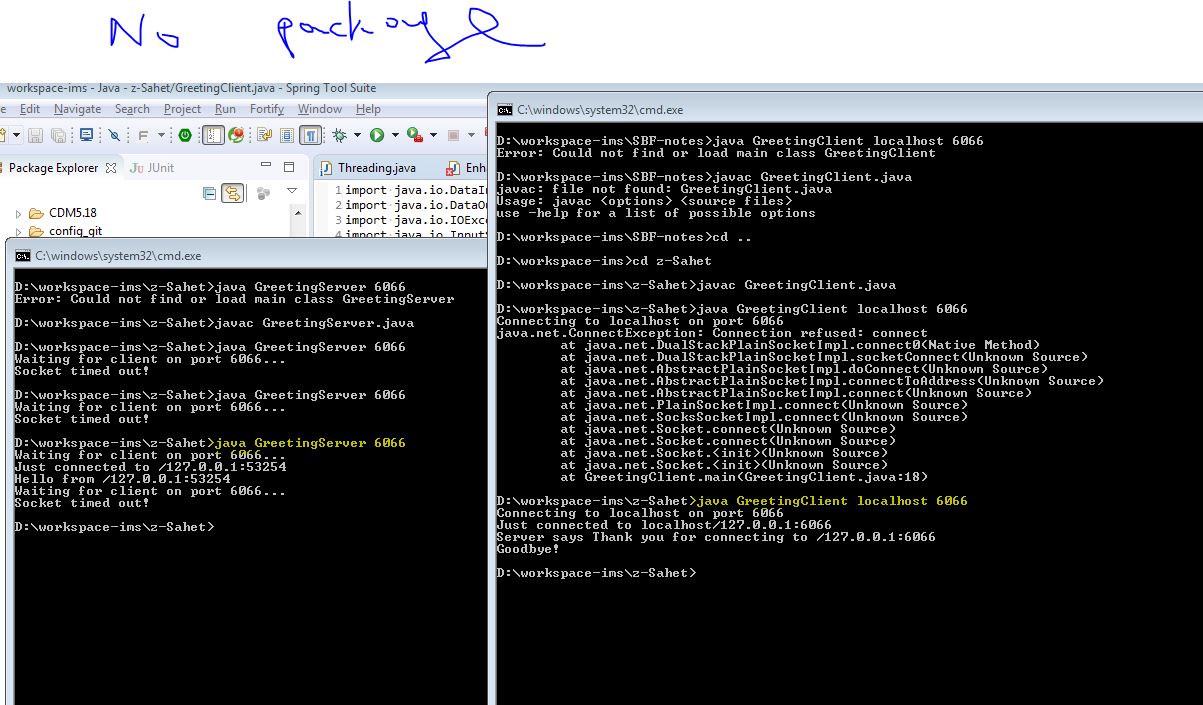 No package
workspace-ims - Java - z-Sahet/GreetingClient.java - Spring Tool Suite
Edit Navigate Search Project Run Fortify Window Help
Package Explorer JUnit
CDM5.18
config_git
Threading.java
1 import java.io.DataIn
2 import java.io.DataOu
3 import java.io.IOExce
4 import java.io.InputS
C:\windows\system32\cmd.exe
D:\workspace-ims\z-Sahet>java GreetingServer 6066
Error: Could not find or load main class GreetingServer
D:\workspace-ims\z-Sahet>javac GreetingServer.java
D:\workspace-ims\z-Sahet>java GreetingServer 6066
Waiting for client on port 6066...
Socket timed out!
D:\workspace-ims\z-Sahet>java GreetingServer 6066
Waiting for client on port 6066...
Socket timed out!
D:\workspace-ims\z-Sahet>java GreetingServer 6066
Waiting for client on port 6066...
Just connected to /127.0.0.1:53254
Hello from /127.0.0.1:53254
Waiting for client on port 6066...
Socket timed out!
D:\workspace-ims\z-Sahet>
C:\windows\system32\cmd.exe
D:\workspace-ims\SBF-notes>java GreetingClient localhost 6066
Error: Could not find or load main class GreetingClient
D:\workspace-ims\SBF-notes>javac GreetingClient.java
javac: file not found: GreetingClient.java
Usage: javac <options> <source files>
use -help for a list of possible options
D:\workspace-ims\SBF-notes>cd ..
D:\workspace-ims>cd z-Sahet
D:\workspace-ims\z-Sahet>javac GreetingClient.java
D:\workspace-ims\z-Sahet>java GreetingClient localhost 6066
Connecting to localhost on port 6066
java.net.ConnectException: Connection refused: connect
at java.net.DualStackPlainSocketImpl.connect0(Native Method)
at java.net.DualStackPlainSocketImpl.socketConnect(Unknown Source)
at java.net.AbstractPlainSocketImpl.doConnect(Unknown Source)
at java.net.AbstractPlainSocketImpl.connectToAddress(Unknown Source)
at java.net.AbstractPlainSocketImpl.connect(Unknown Source)
at java.net.PlainSocketImpl.connect(Unknown Source)
at java.net.SocksSocketImpl.connect(Unknown Source)
at java.net.Socket.connect(Unknown Source)
at java.net.Socket.connect(Unknown Source)
at java.net.Socket.<init>(Unknown Source)
at java.net.Socket.<init>(Unknown Source)
at GreetingClient.main(GreetingClient.java:18)
D:\workspace-ims\z-Sahet>java GreetingClient localhost 6066
Connecting to localhost on port 6066
Just connected to localhost/127.0.0.1:6066
Server says Thank you for connecting to /127.0.0.1:6066
Goodbye!
D:\workspace-ims\z-Sahet>